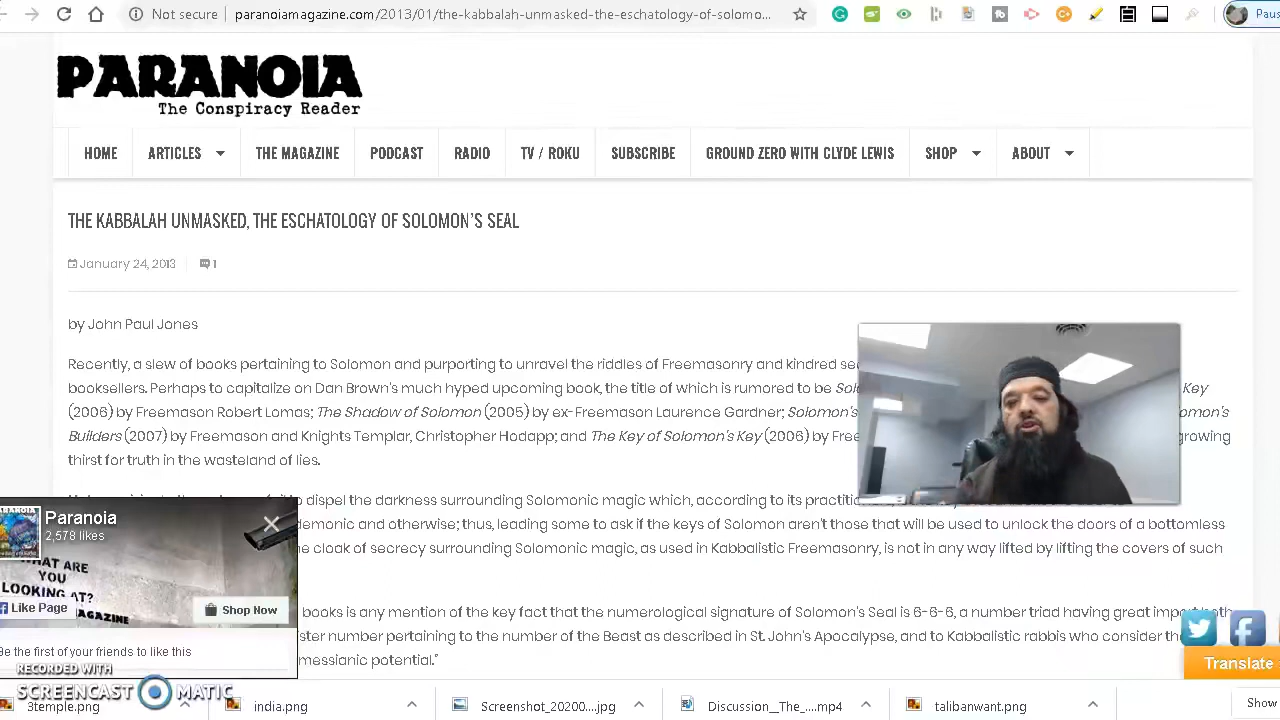 Not secure
paranoiamagazine.com/2013/01/the-kabbalah-unmasked-the-eschatology-of-solomo...
Pau
PARANOIA
The Conspiracy Reader
HOME
ARTICLES
THE MAGAZINE
PODCAST
RADIO
TV / ROKU
SUBSCRIBE
GROUND ZERO WITH CLYDE LEWIS
SHOP
ABOUT
THE KABBALAH UNMASKED, THE ESCHATOLOGY OF SOLOMON'S SEAL
January 24, 2013
1
by John Paul Jones
Recently, a slew of books pertaining to Solomon and purporting to unravel the riddles of Freemasonry and kindred
booksellers. Perhaps to capitalize on Dan Brown's much hyped upcoming book, the title of which is rumored to be Key
(2006) by Freemason Robert Lomas; The Shadow of Solomon (2005) by ex-Freemason Laurence Gardner; Solomon's
Builders (2007) by Freemason and Knights Templar, Christopher Hodapp; and The Key of Solomon's Key (2006) by growing
thirst for truth in the wasteland of lies.
dispel the darkness surrounding Solomonic magic which, according to its
demonic and otherwise; thus, leading some to ask if the keys of Solomon aren't those that will be used to unlock the doors of a bottomless
cloak of secrecy surrounding Solomonic magic, as used in Kabbalistic Freemasonry, is not in any way lifted by lifting the covers of such
books is any mention of the key fact that the numerological signature of Solomon's Seal is 6-6-6, a number triad having great
number pertaining to the number of the Beast as described in St. John's Apocalypse, and to Kabbalistic rabbis who consider
messianic potential."
Paranoia
2,578 likes
WHAT ARE
YOU
LOOKING AT?
MAGAZINE
Like Page
Shop Now
Be the first of your friends to like this
Translate
RECORDED WITH
SCREENCAST MATIC
3temple.png
india.png
Screenshot_20200....jpg
Discussion__The_....mp4
talibanwant.png
Show